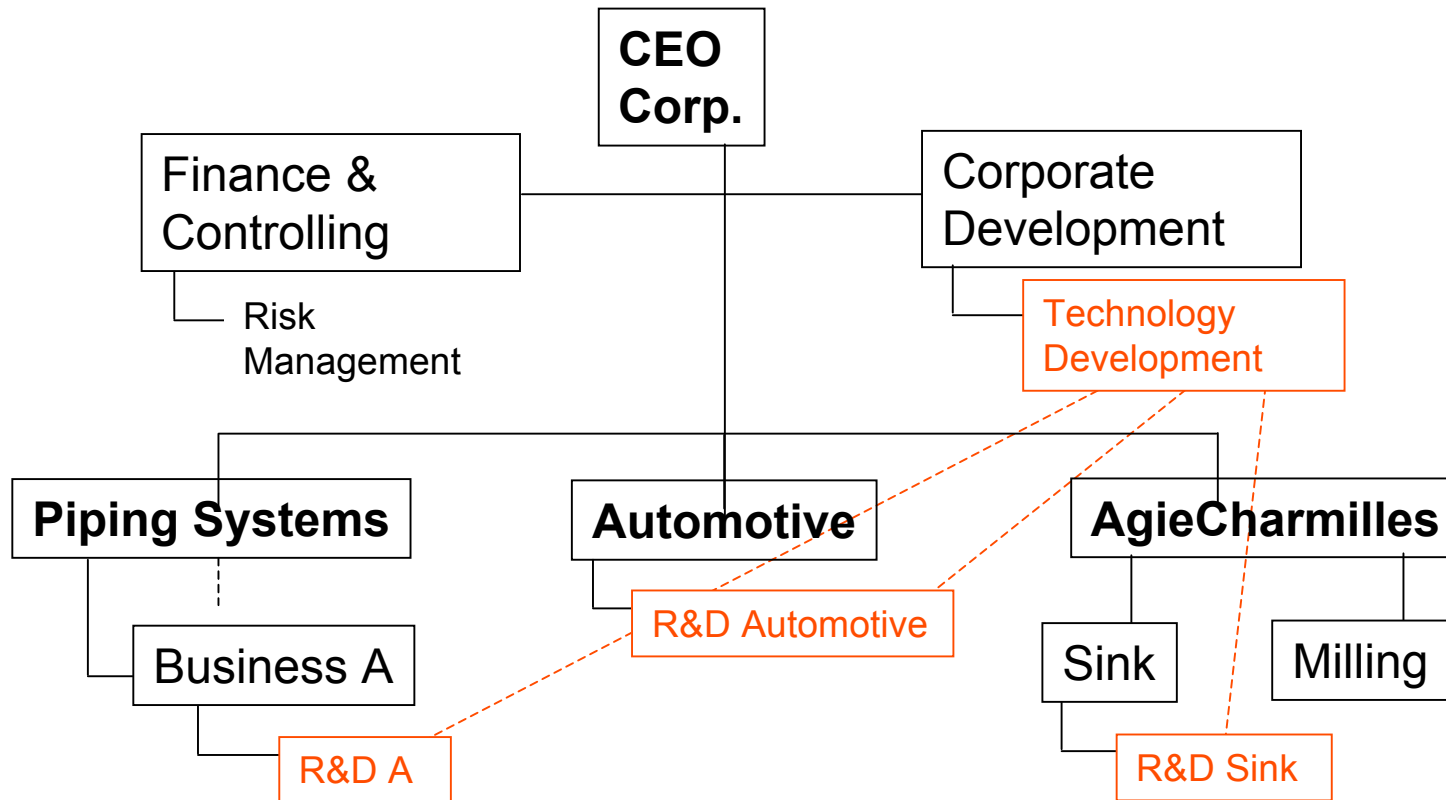 CEO
Corp.
Finance &
Controlling
Corporate
Development
Risk
Management
Technology
Development
Piping Systems
Automotive
AgieCharmilles
R&D Automotive
Business A
Sink
Milling
R&D A
R&D Sink